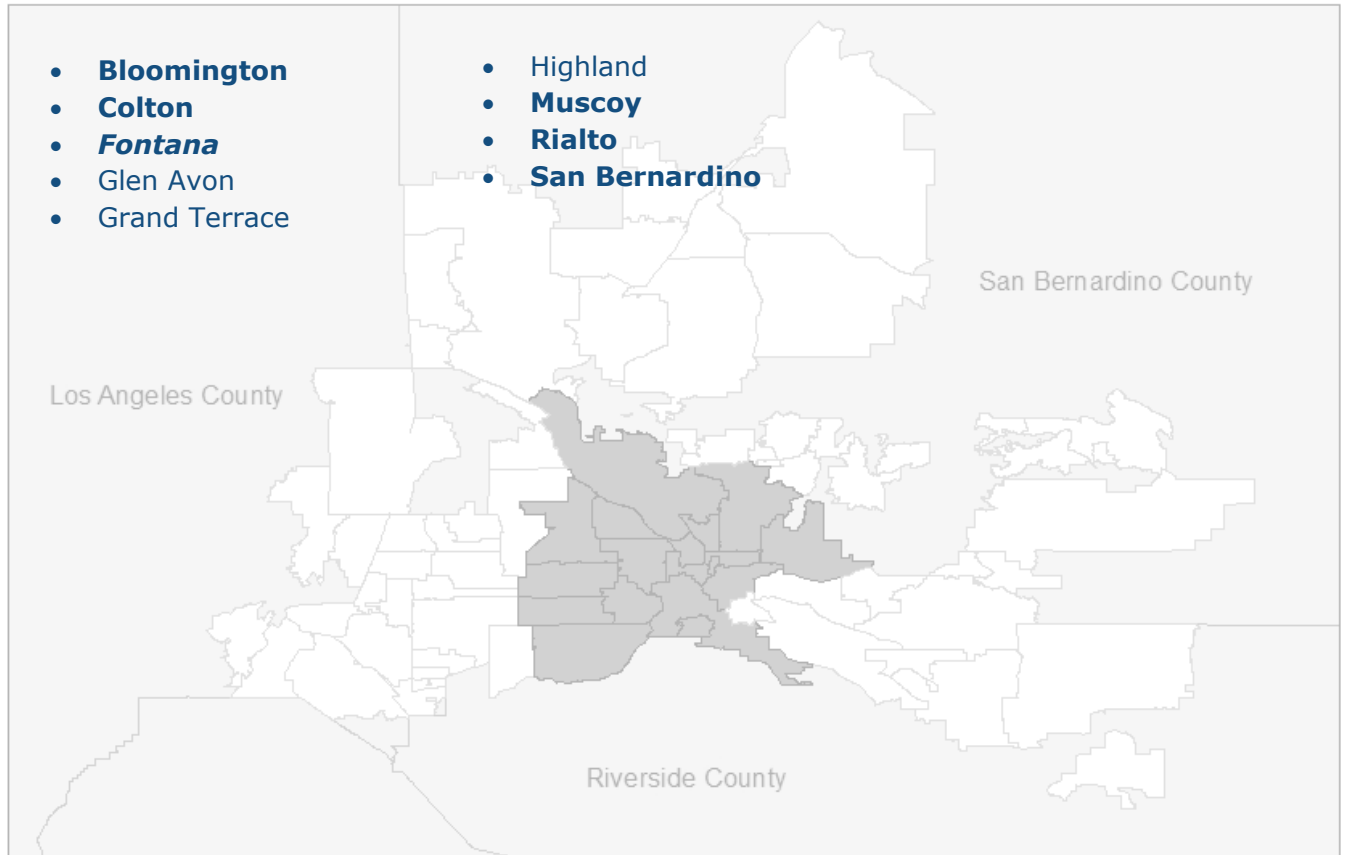 • Bloomington
• Colton
• Fontana
• Glen Avon
• Grand Terrace
• Highland
• Muscoy
• Rialto
• San Bernardino
San Bernardino County
Los Angeles County
Riverside County